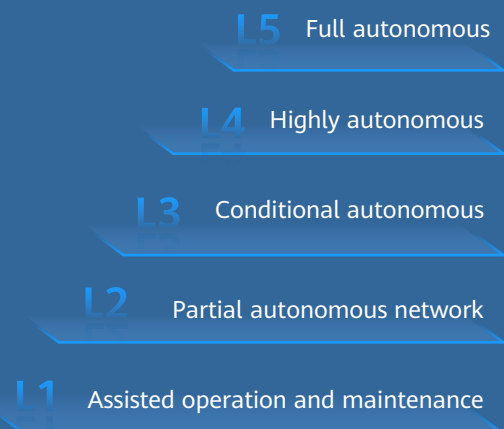 L5 Full autonomous
L4 Highly autonomous
L3 Conditional autonomous
L2 Partial autonomous network
L1 Assisted operation and maintenance